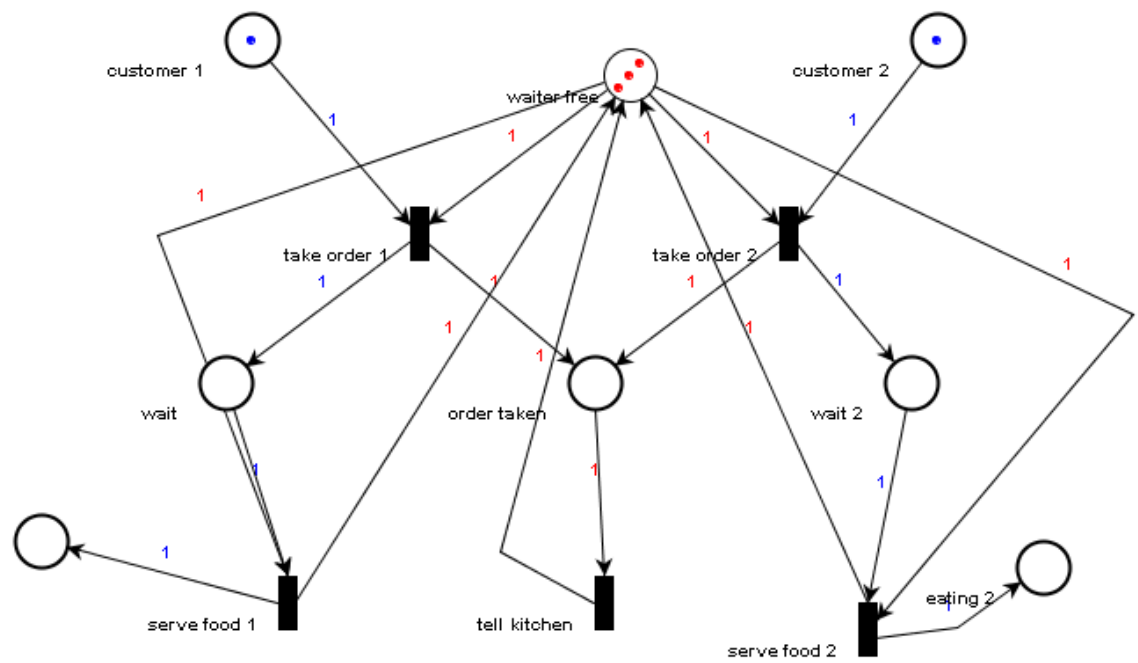 customer 1
customer 2
waiter free
1
1
1
1
1
take order 1
take order 2
1
1
1
1
1
1
1
1
wait
order taken
wait 2
1
1
1
1
1
eating 2
serve food 1
tell kitchen
serve food 2